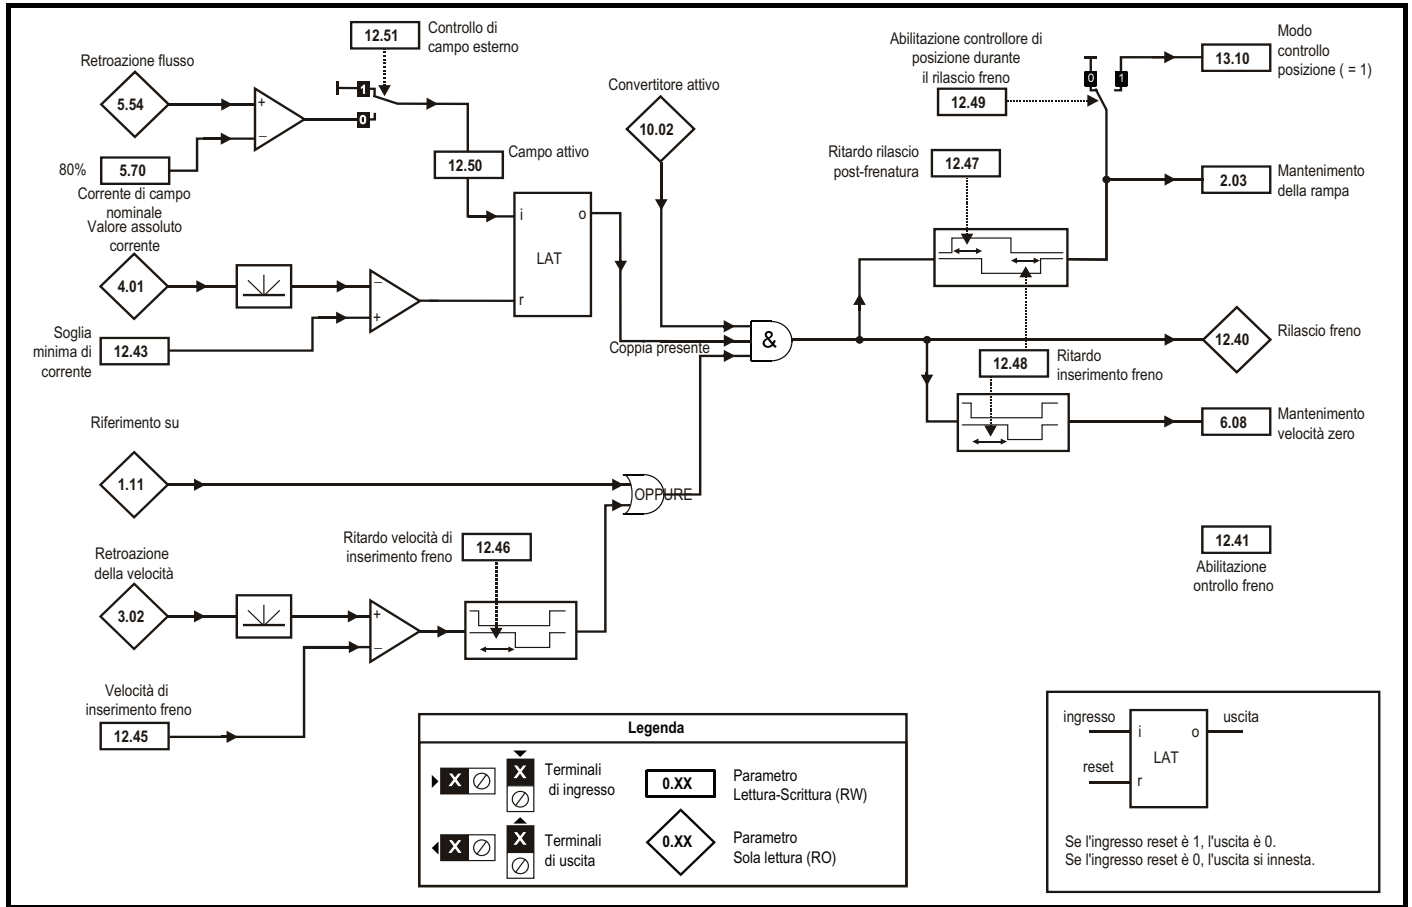 12.51
Controllo di
campo esterno
Retroazione flusso
5.54
+
−
1
0
80%
5.70
Corrente di campo
nominale
12.50
Campo attivo
Valore assoluto
corrente
4.01
−
+
i
o
LAT
r
Soglia
minima di
corrente
12.43
Convertitore attivo
10.02
Coppia presente
&
Abilitazione controllore di
posizione durante
il rilascio freno
12.49
0
1
13.10
Modo
controllo
posizione ( = 1)
Ritardo rilascio
post-frenatura
12.47
2.03
Mantenimento
della rampa
12.40
Rilascio freno
12.48
Ritardo
inserimento freno
6.08
Mantenimento
velocità zero
Riferimento su
1.11
OPPURE
Retroazione
della velocità
3.02
+
−
Ritardo velocità di
inserimento freno
12.46
Velocità di
inserimento freno
12.45
12.41
Abilitazione
ontrollo freno
Legenda
X
X
Terminali
di ingresso
0.XX
Parametro
Lettura-Scrittura (RW)
X
X
Terminali
di uscita
0.XX
Parametro
Sola lettura (RO)
ingresso
uscita
i
o
LAT
reset
r
Se l'ingresso reset è 1, l'uscita è 0.
Se l'ingresso reset è 0, l'uscita si innesta.